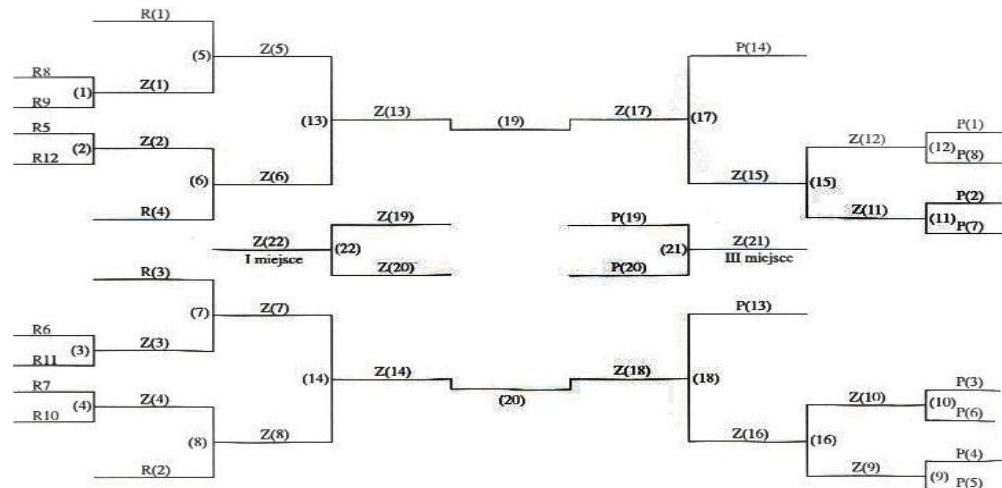 R(1)
Z(5)
P(14)
(5)
R8
Z(1)
(1)
R9
Z(13)
(19)
Z(17)
(13)
(17)
R5
Z(2)
(2)
R12
Z(12)
P(1)
(12)
P(8)
(6)
Z(6)
Z(15)
(15)
R(4)
Z(11)
P(2)
(11)
P(7)
Z(19)
P(19)
Z(22)
(22)
(21)
Z(21)
I miejsce
III miejsce
Z(20)
P(20)
R(3)
(7)
Z(7)
P(13)
R6
Z(3)
(3)
R11
(14)
Z(14)
(20)
Z(18)
(18)
R7
Z(4)
(4)
R10
Z(10)
P(3)
(10)
P(6)
(8)
Z(8)
Z(16)
(16)
R(2)
Z(9)
P(4)
(9)
P(5)